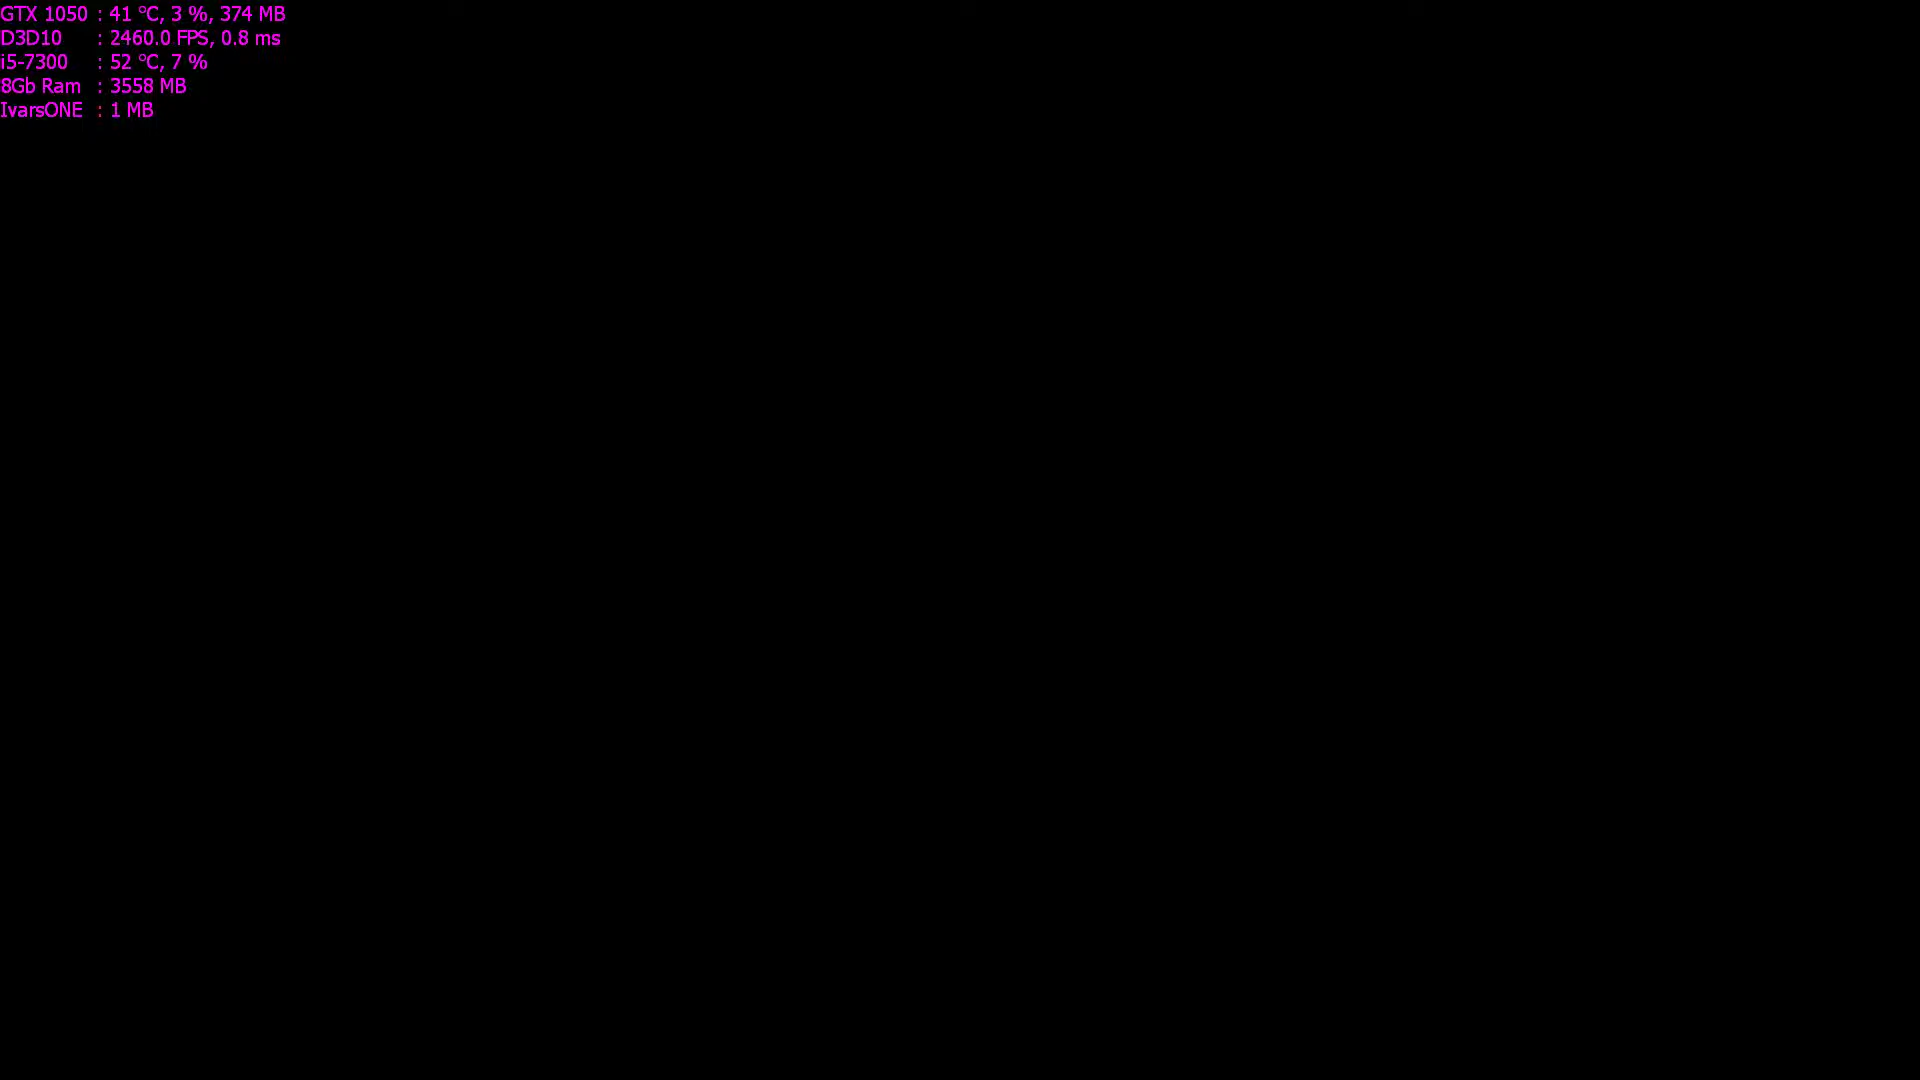 GTX 1050 : 41 °C, 3 %, 374 MB
D3D10 : 2460.0 FPS, 0.8 ms
i5-7300 : 52 °C, 7 %
8Gb Ram : 3558 MB
IvarsONE : 1 MB